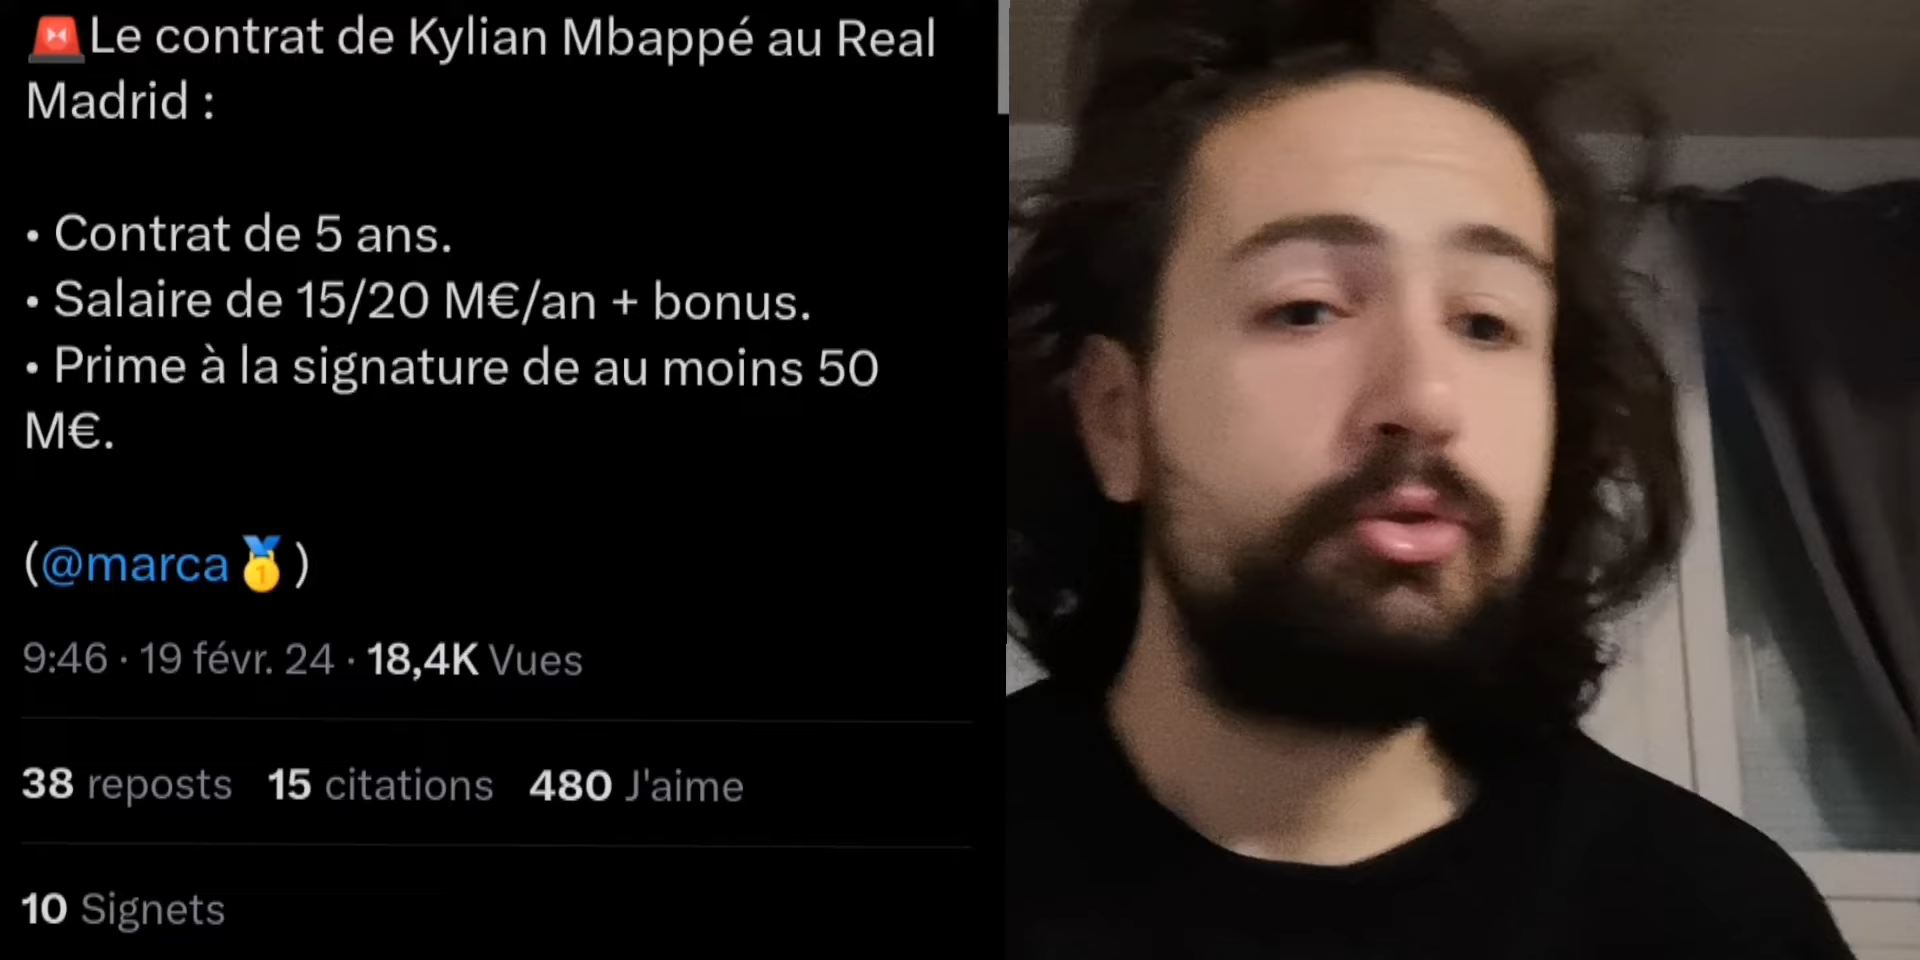 🚨Le contrat de Kylian Mbappé au Real
Madrid :
• Contrat de 5 ans.
• Salaire de 15/20 M€/an + bonus.
• Prime à la signature de au moins 50
M€.
(@marca🥇)
9:46 · 19 févr. 24 · 18,4K Vues
38 reposts 15 citations 480 J'aime
10 Signets